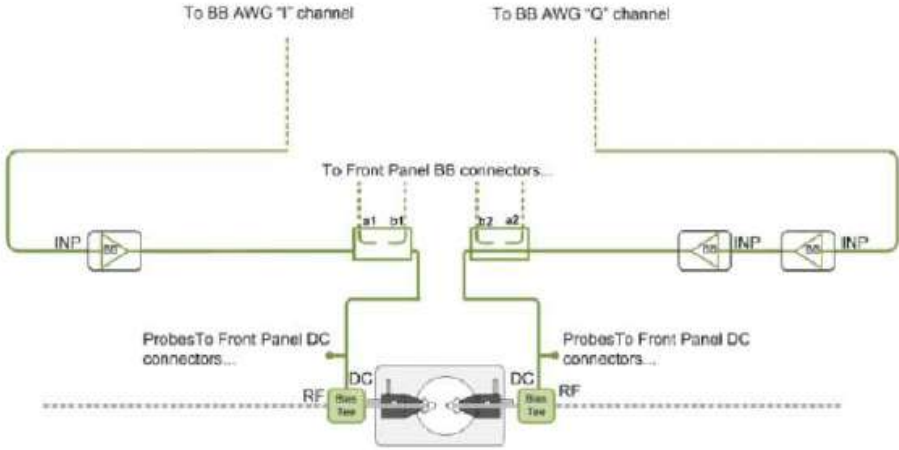 To BB AWG "I" channel
To BB AWG "Q" channel
To Front Panel BB connectors...
a1 b1
b2 a2
INP
BB
BB
INP
BB
INP
ProbesTo Front Panel DC
connectors...
ProbesTo Front Panel DC
connectors...
RF
DC
DC
RF
Bias
Tee
Bias
Tee